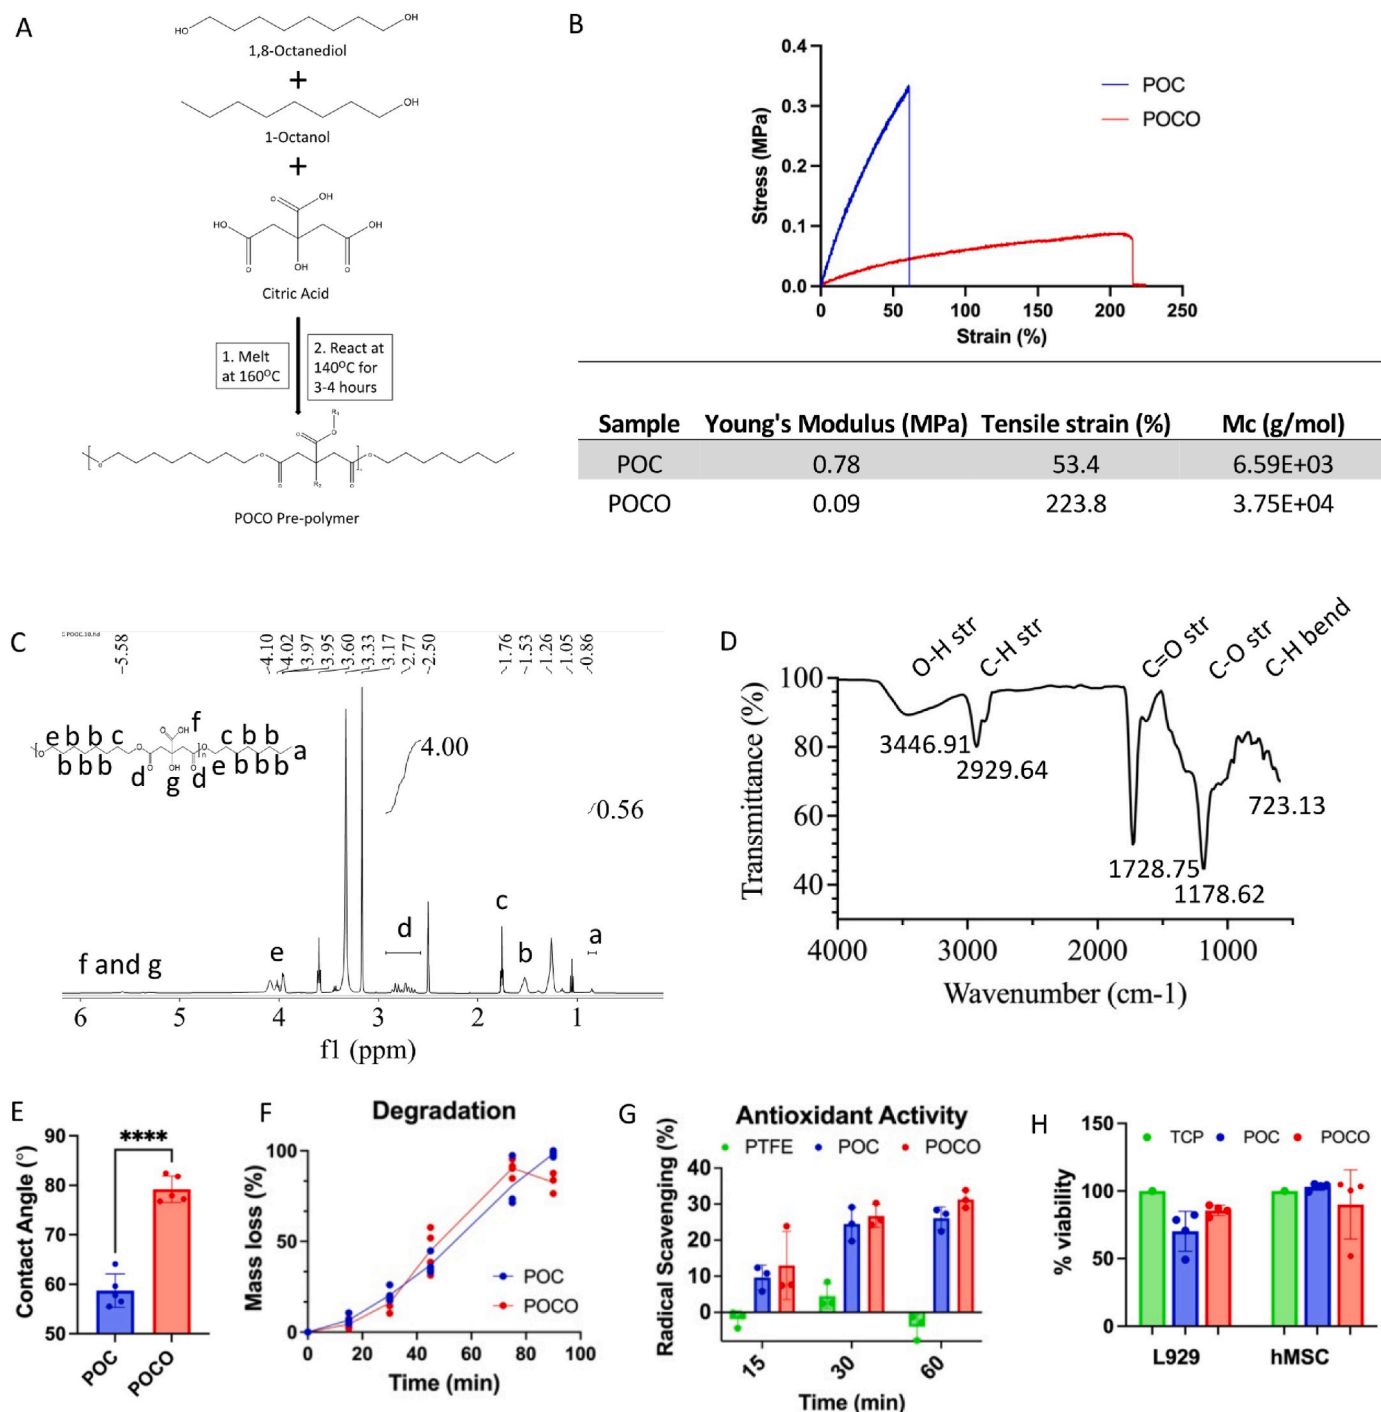 A
HO
OH
1,8-Octanediol
+
OH
1-Octanol
+
O
OH
HO
OH
O
OH
O
Citric Acid
1. Melt
at 160°C
2. React at
140°C for
3-4 hours
R₁
POCO Pre-polymer
B
0.4
0.3
0.2
0.1
0.0
Stress (MPa)
POC
POCO
0 50 100 150 200 250
Strain (%)
Sample Young's Modulus (MPa) Tensile strain (%) Mc (g/mol)
POC 0.78 53.4 6.59E+03
POCO 0.09 223.8 3.75E+04
C
~5.58
4.10
4.02
3.97
3.95
3.60
3.33
3.17
2.77
2.50
1.76
1.53
1.26
1.05
0.86
f
e b b c c b b
b b b b b b a
d g d e
OH
OH
4.00
0.56
f and g
e
d
c
b
a
6 5 4 3 2 1
f1 (ppm)
D
O-H str
C-H str
C=O str
C-O str
C-H bend
100
80
60
40
Transmittance (%)
3446.91
2929.64
1728.75
1178.62
723.13
4000 3000 2000 1000
Wavenumber (cm-1)
E
90
80
70
60
50
Contact Angle (°)
****
POC
POCO
F
Degradation
100
50
0
Mass loss (%)
POC
POCO
0 20 40 60 80 100
Time (min)
G
Antioxidant Activity
PTFE POC POCO
40
30
20
10
0
Radical Scavenging (%)
15 30 60
Time (min)
H
TCP POC POCO
150
100
50
0
% viability
L929 hMSC